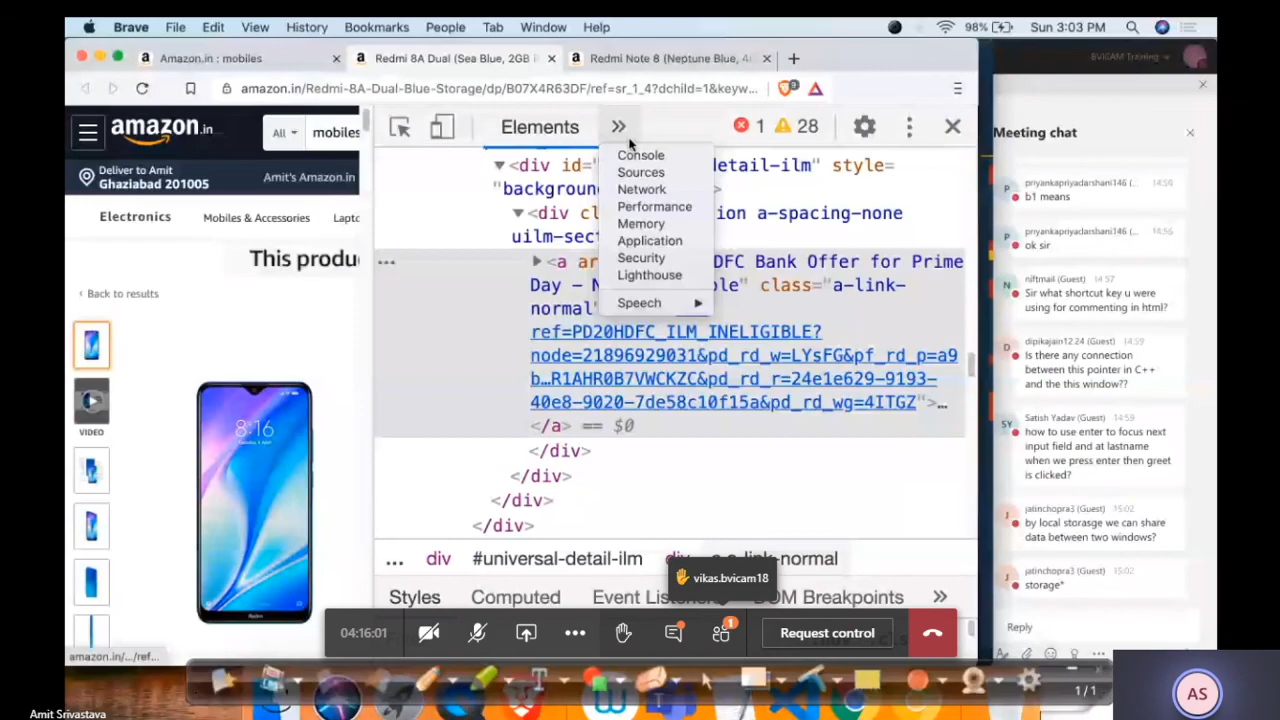 Brave File Edit View History Bookmarks People Tab Window Help 98% Sun 3:03 PM
Amazon.in : mobiles
Redmi 8A Dual (Sea Blue, 2GB
Redmi Note 8 (Neptune Blue, 4
amazon.in/Redmi-8A-Dual-Blue-Storage/dp/B07X4R63DF/ref=sr_1_4?dchild=1&keyw...
BVICAM Training
amazon.in All mobiles
Deliver to Amit
Ghaziabad 201005
Amit's Amazon.in
Electronics Mobiles & Accessories Lapto
This produ
Back to results
8:16
VIDEO
amazon.in/.../ref...
Elements 1 28
Console
Sources
Network
Performance
Memory
Application
Security
Lighthouse
Speech
<div id= detail-ilm" style=
"backgroun >
<div cl ion a-spacing-none
uilm-sec
<a ar DFC Bank Offer for Prime
Day – N le" class="a-link-
normal"
ref=PD20HDFC_ILM_INELIGIBLE?
node=21896929031&pd_rd_w=LYsFG&pf_rd_p=a9
b…R1AHR0B7VWCKZC&pd_rd_r=24e1e629-9193-
40e8-9020-7de58c10f15a&pd_rd_wg=4ITGZ">…
</a> == $0
</div>
</div>
</div>
</div>
... div #universal-detail-ilm div a.a-link-normal
vikas.bvicam18
Styles Computed Event Listeners DOM Breakpoints
04:16:01 1 Request control
Meeting chat
priyankapriyadarshani146 (... 14:56
b1 means
priyankapriyadarshani146 (... 14:56
ok sir
niftmail (Guest) 14:57
Sir what shortcut key u were
using for commenting in html?
dipikajain12.24 (Guest) 14:59
Is there any connection
between this pointer in C++
and the this window??
Satish Yadav (Guest) 14:59
how to use enter to focus next
input field and at lastname
when we press enter then greet
is clicked?
jatinchopra3 (Guest) 15:02
by local storasge we can share
data between two windows?
jatinchopra3 (Guest) 15:02
storage*
Reply
1/1
AS
Amit Srivastava